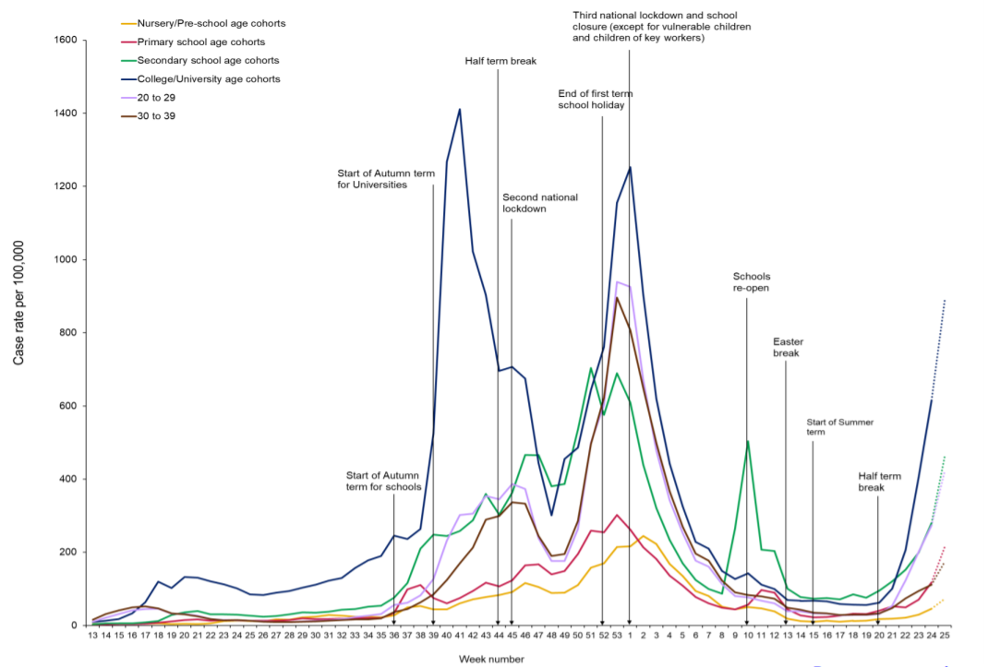 Third national lockdown and school
closure (except for vulnerable children
and children of key workers)
Nursery/Pre-school age cohorts
Primary school age cohorts
Secondary school age cohorts
College/University age cohorts
20 to 29
30 to 39
Half term break
End of first term
school holiday
Start of Autumn term
for Universities
Second national
lockdown
Schools
re-open
Easter
break
Start of Summer
term
Start of Autumn
term for schools
Half term
break
Case rate per 100,000
1600
1400
1200
1000
800
600
400
200
0
13 14 15 16 17 18 19 20 21 22 23 24 25 26 27 28 29 30 31 32 33 34 35 36 37 38 39 40 41 42 43 44 45 46 47 48 49 50 51 52 53 1 2 3 4 5 6 7 8 9 10 11 12 13 14 15 16 17 18 19 20 21 22 23 24 25
Week number